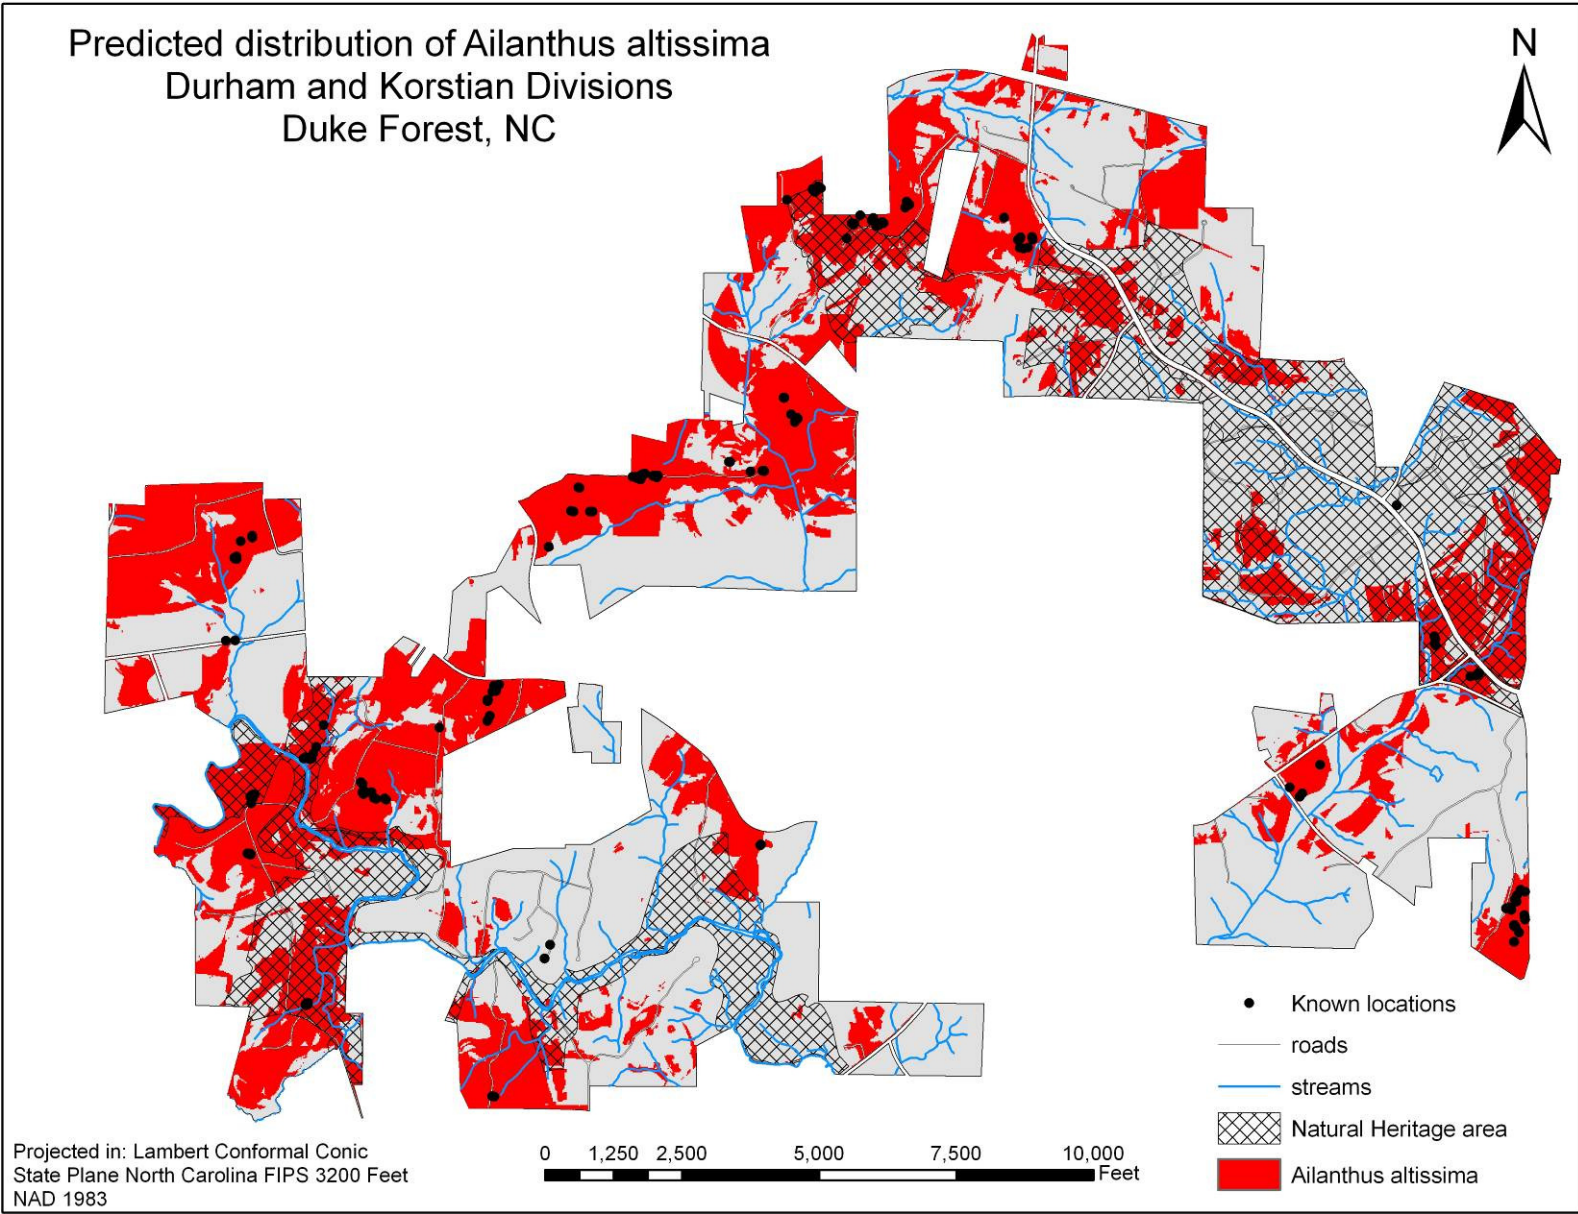 Predicted distribution of Ailanthus altissima
Durham and Korstian Divisions
Duke Forest, NC
N
Known locations
roads
streams
Natural Heritage area
Ailanthus altissima
Projected in: Lambert Conformal Conic
State Plane North Carolina FIPS 3200 Feet
NAD 1983
0 1,250 2,500 5,000 7,500 10,000
Feet